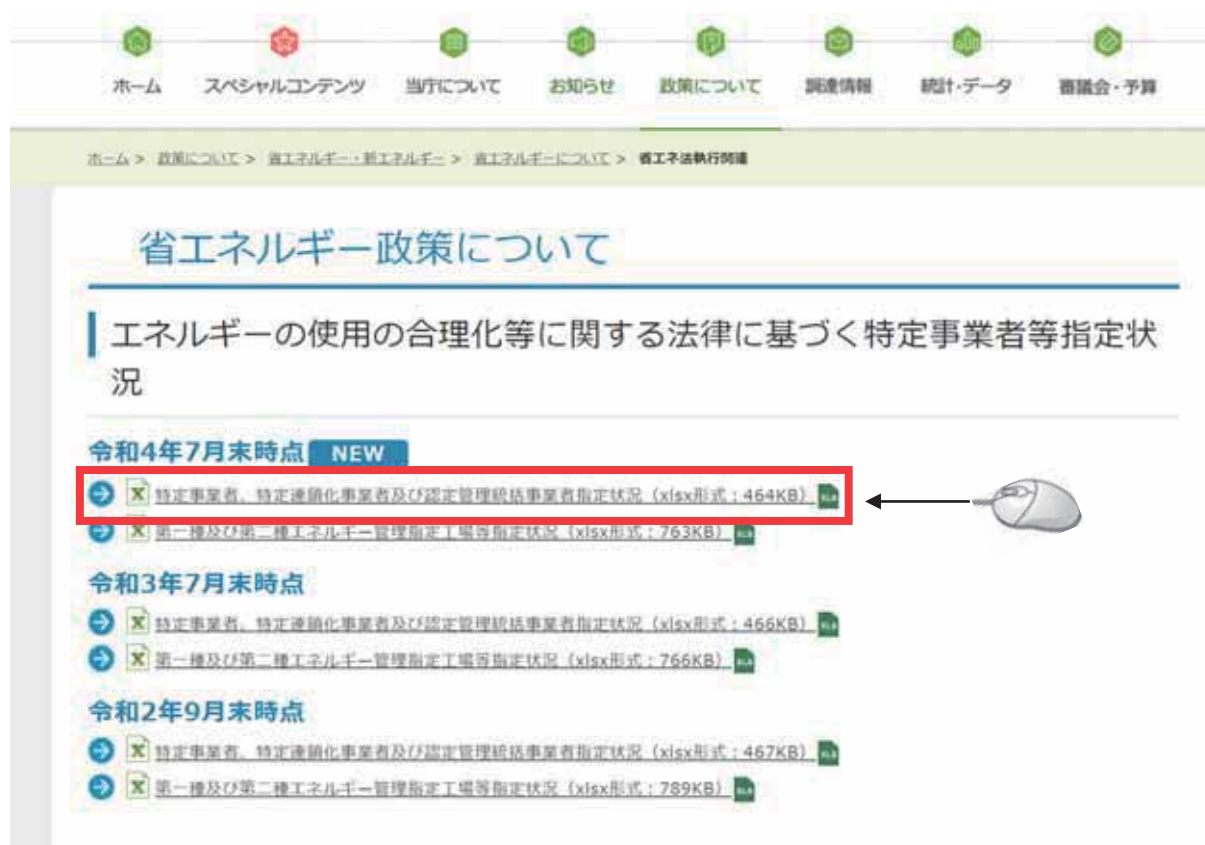 ホーム スペシャルコンテンツ 当庁について お知らせ 政策について 調達情報 統計・データ 審議会・予算
ホーム > 政策について > 省エネルギー・新エネルギー > 省エネルギーについて > 省エネ法執行関連
省エネルギー政策について
エネルギーの使用の合理化等に関する法律に基づく特定事業者等指定状
況
令和4年7月末時点 NEW
特定事業者、特定連鎖化事業者及び認定管理統括事業者指定状況（xlsx形式：464KB）
第一種及び第二種エネルギー管理指定工場等指定状況（xlsx形式：763KB）
令和3年7月末時点
特定事業者、特定連鎖化事業者及び認定管理統括事業者指定状況（xlsx形式：466KB）
第一種及び第二種エネルギー管理指定工場等指定状況（xlsx形式：766KB）
令和2年9月末時点
特定事業者、特定連鎖化事業者及び認定管理統括事業者指定状況（xlsx形式：467KB）
第一種及び第二種エネルギー管理指定工場等指定状況（xlsx形式：789KB）